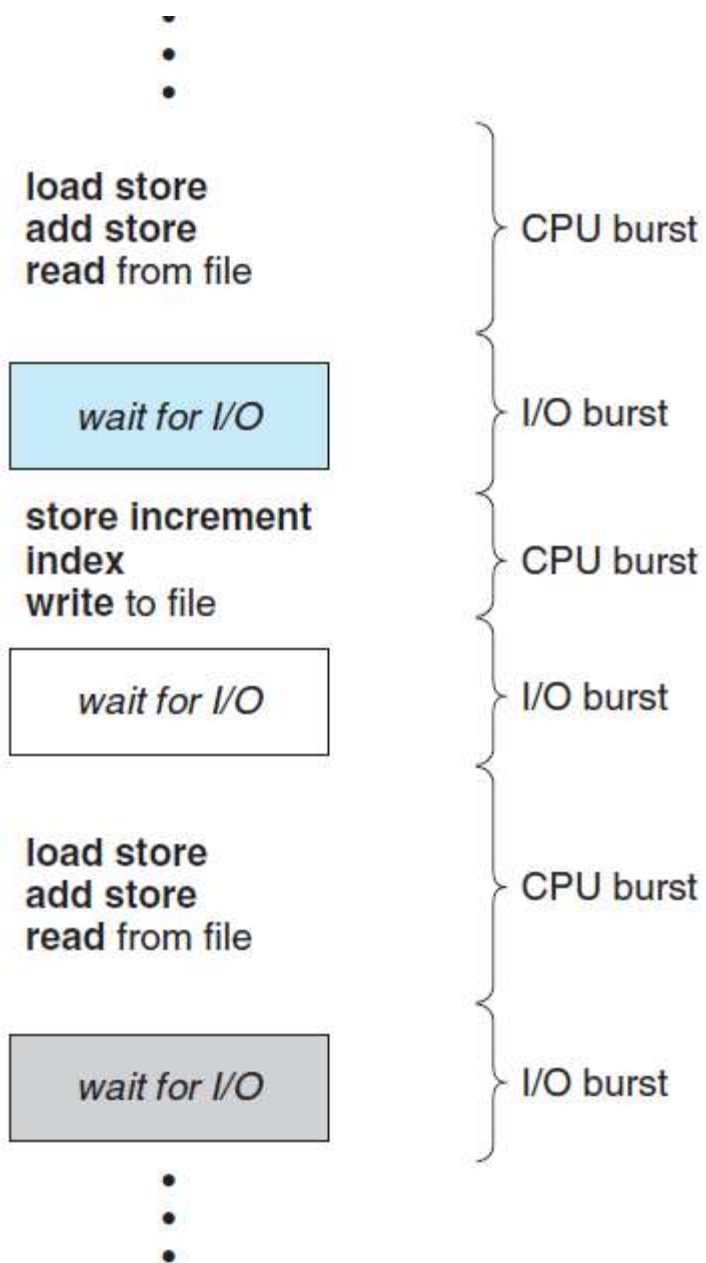 load store
add store
read from file
CPU burst
wait for I/O
I/O burst
store increment
index
write to file
CPU burst
wait for I/O
I/O burst
load store
add store
read from file
CPU burst
wait for I/O
I/O burst